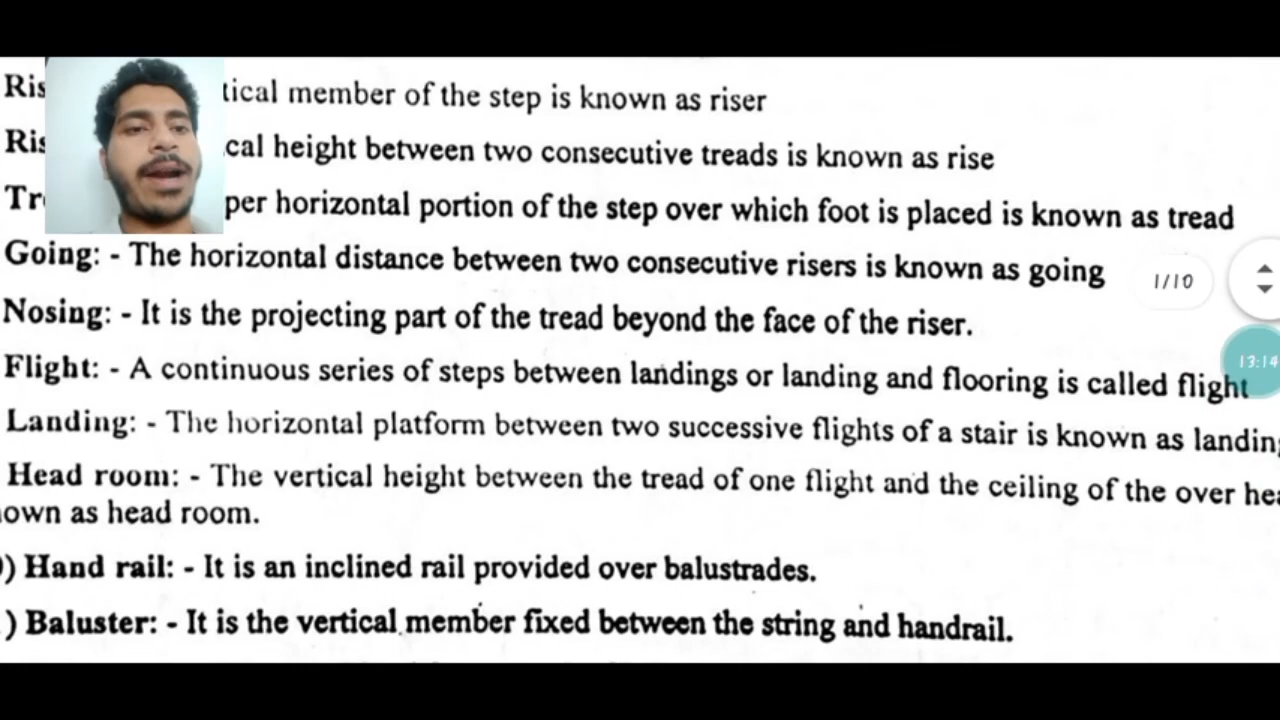 Ris tical member of the step is known as riser
Ris cal height between two consecutive treads is known as rise
Tr per horizontal portion of the step over which foot is placed is known as tread
Going: - The horizontal distance between two consecutive risers is known as going
1/10
Nosing: - It is the projecting part of the tread beyond the face of the riser.
13:14
Flight: - A continuous series of steps between landings or landing and flooring is called flight
Landing: - The horizontal platform between two successive flights of a stair is known as landin
Head room: - The vertical height between the tread of one flight and the ceiling of the over hea
own as head room.
) Hand rail: - It is an inclined rail provided over balustrades.
) Baluster: - It is the vertical member fixed between the string and handrail.